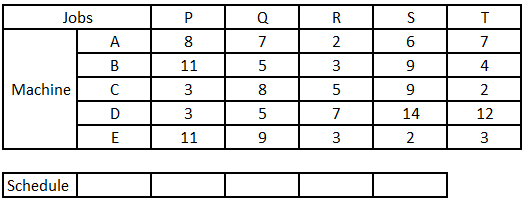 Jobs P Q R S T
A 8 7 2 6 7
B 11 5 3 9 4
Machine C 3 8 5 9 2
D 3 5 7 14 12
E 11 9 3 2 3
Schedule